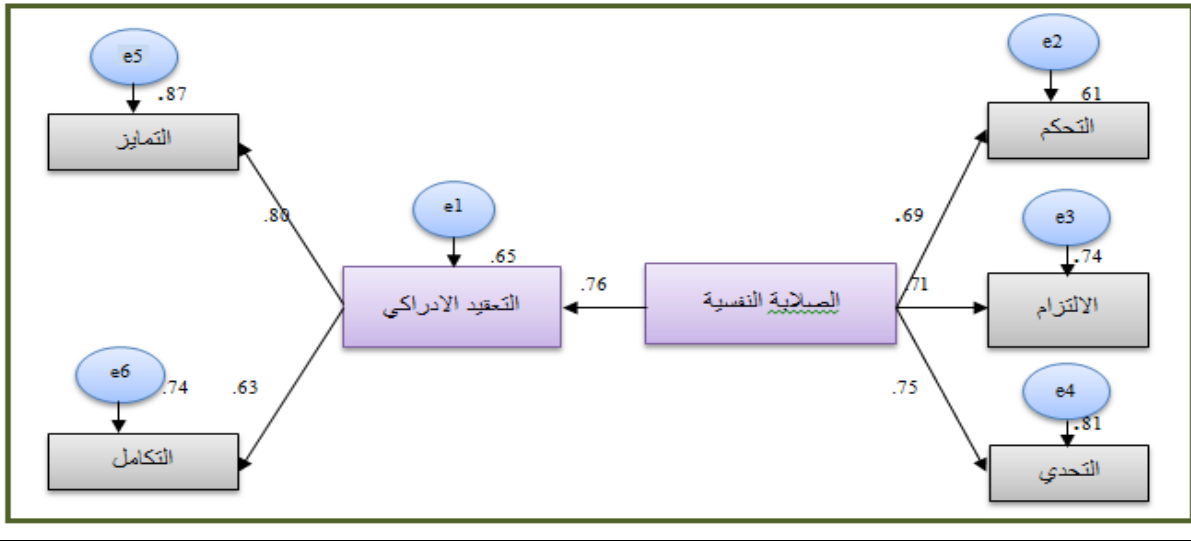 e5
e2
.87
61
التمايز
التحكم
e1
.80
.69
e3
.65
.74
.76
.71
التعقيد الادراكي
الصلابة النفسية
الالتزام
e6
.74
.63
.75
e4
.81
التكامل
التحدي